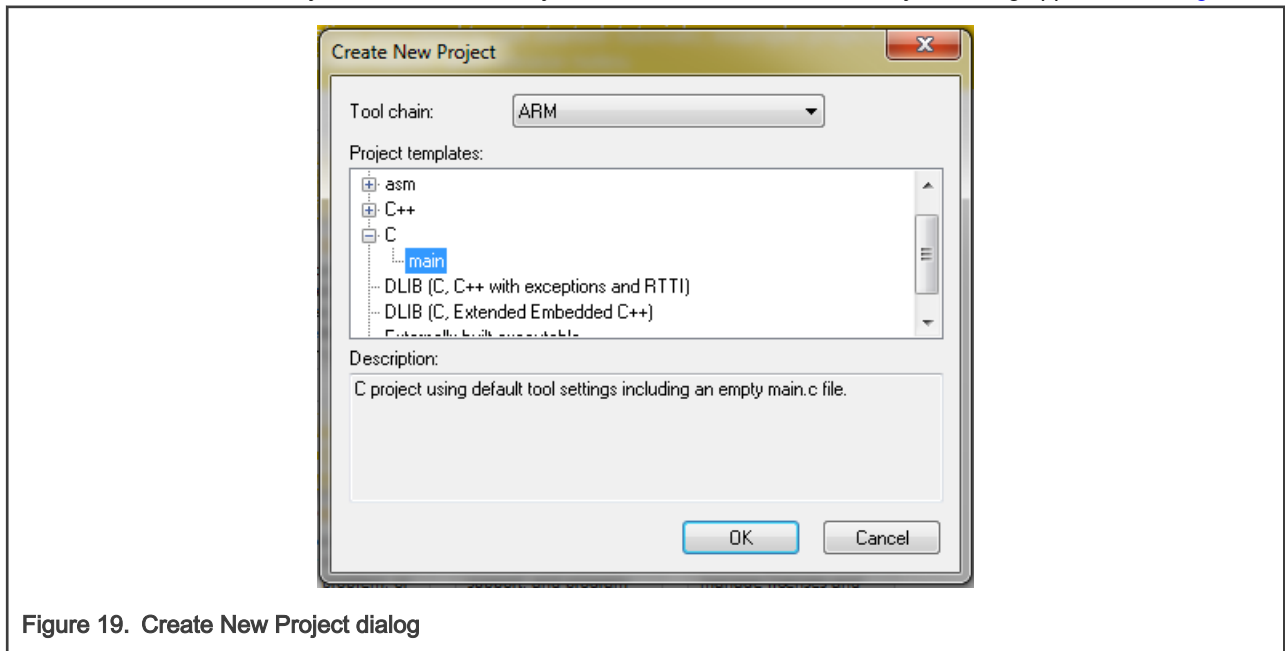 Create New Project
Tool chain: ARM
Project templates:
asm
C++
C
main
DLIB (C, C++ with exceptions and RTTI)
DLIB (C, Extended Embedded C++)
Description:
C project using default tool settings including an empty main.c file.
OK Cancel
Figure 19. Create New Project dialog